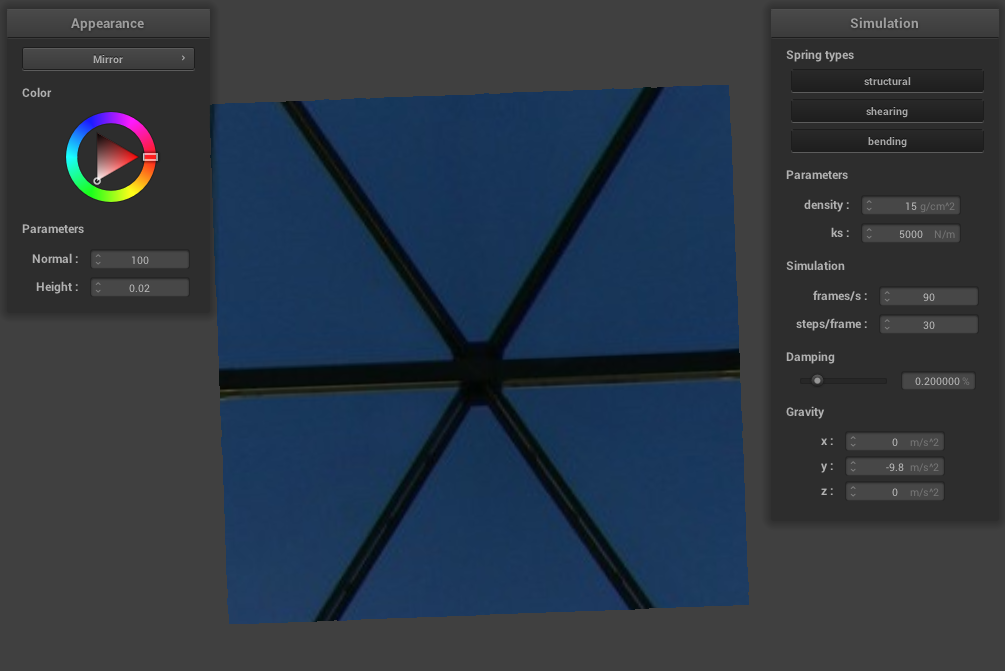 Appearance
Mirror
Color
Parameters
Normal : 100
Height : 0.02
Simulation
Spring types
structural
shearing
bending
Parameters
density : 15 g/cm^2
ks : 5000 N/m
Simulation
frames/s : 90
steps/frame : 30
Damping
0.200000 %
Gravity
x : 0 m/s^2
y : -9.8 m/s^2
z : 0 m/s^2